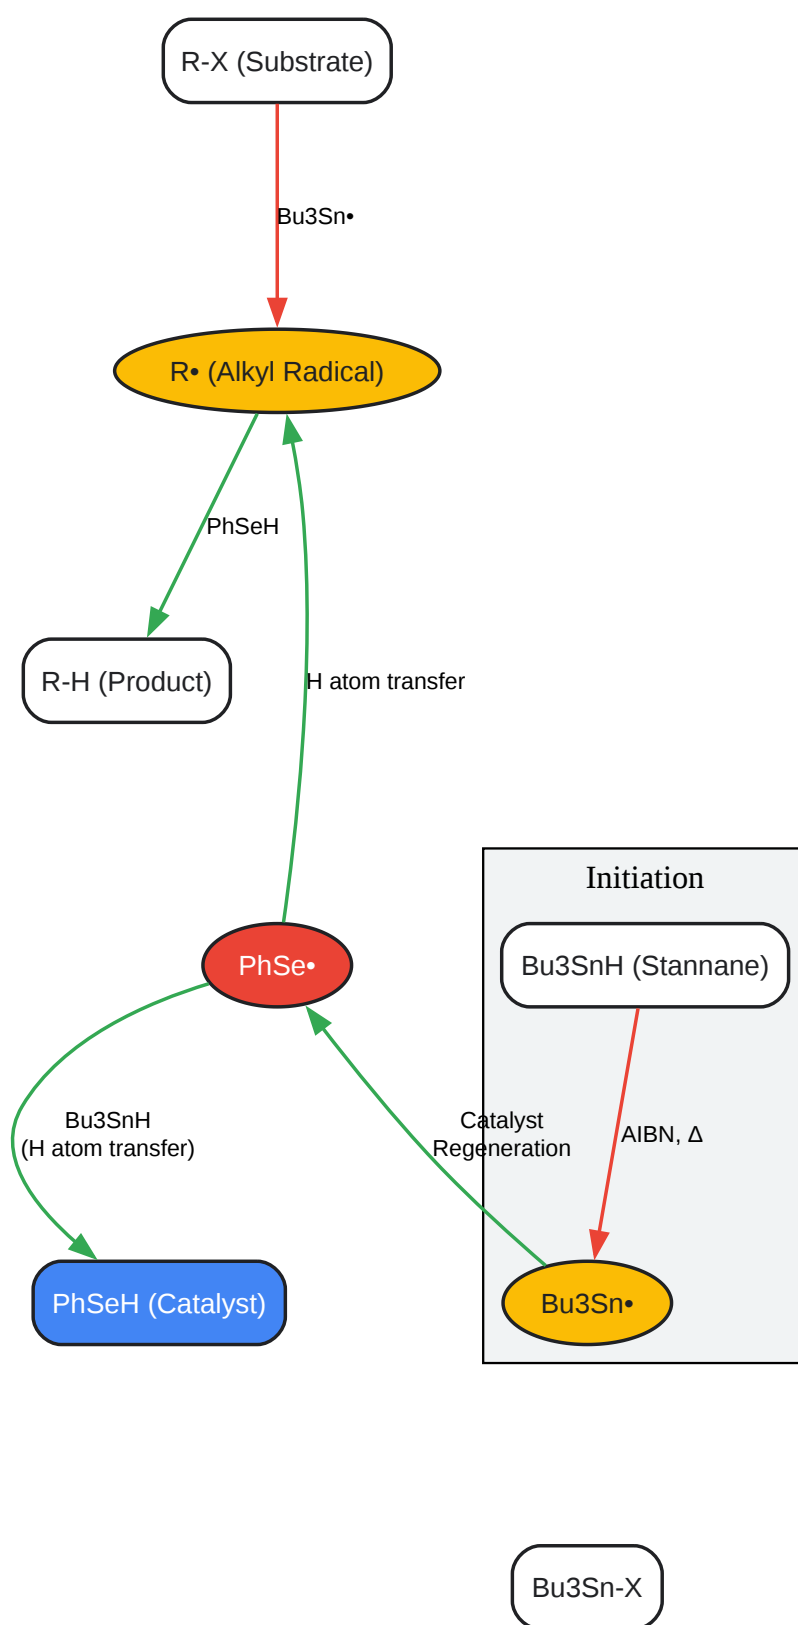 R-X (Substrate)
Bu3Sn•
R• (Alkyl Radical)
PhSeH
R-H (Product)
H atom transfer
Initiation
PhSe•
Bu3SnH (Stannane)
Bu3SnH
(H atom transfer)
Catalyst
Regeneration
AIBN, Δ
PhSeH (Catalyst)
Bu3Sn•
Bu3Sn-X